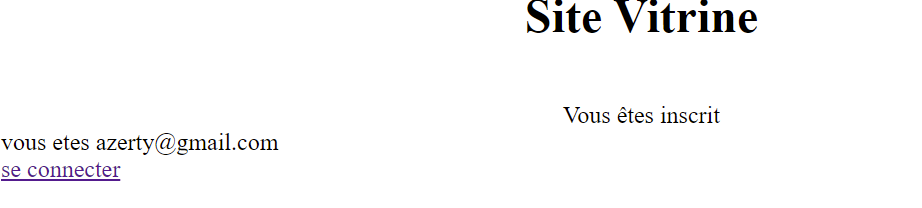 Site Vitrine
Vous êtes inscrit
vous etes azerty@gmail.com
se connecter